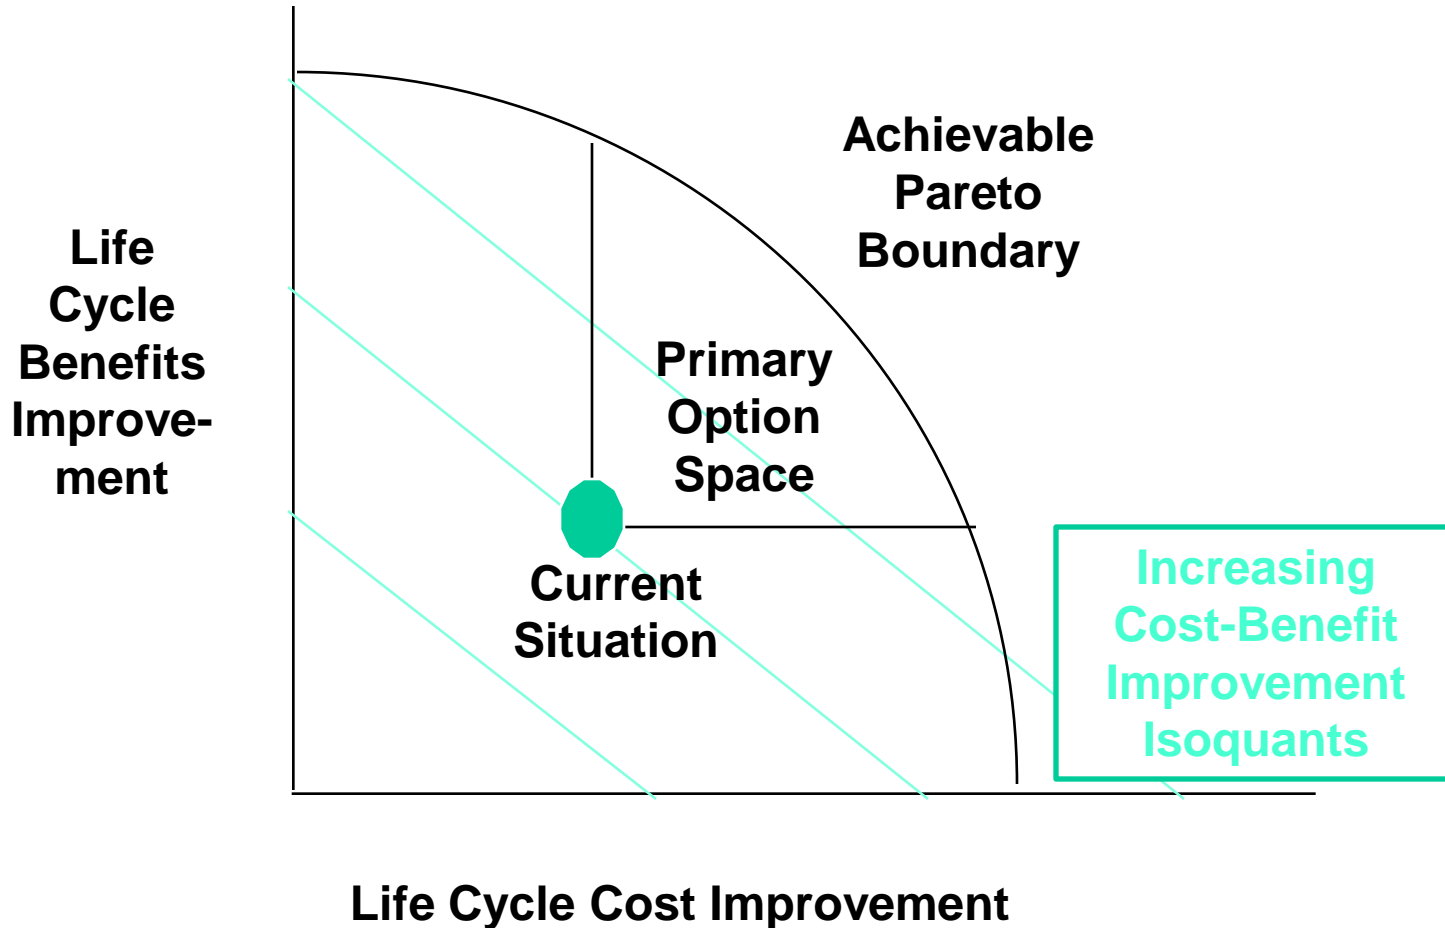 Achievable
Pareto
Boundary
Life
Cycle
Benefits
Improve-
ment
Primary
Option
Space
Current
Situation
Increasing
Cost-Benefit
Improvement
Isoquants
Life Cycle Cost Improvement